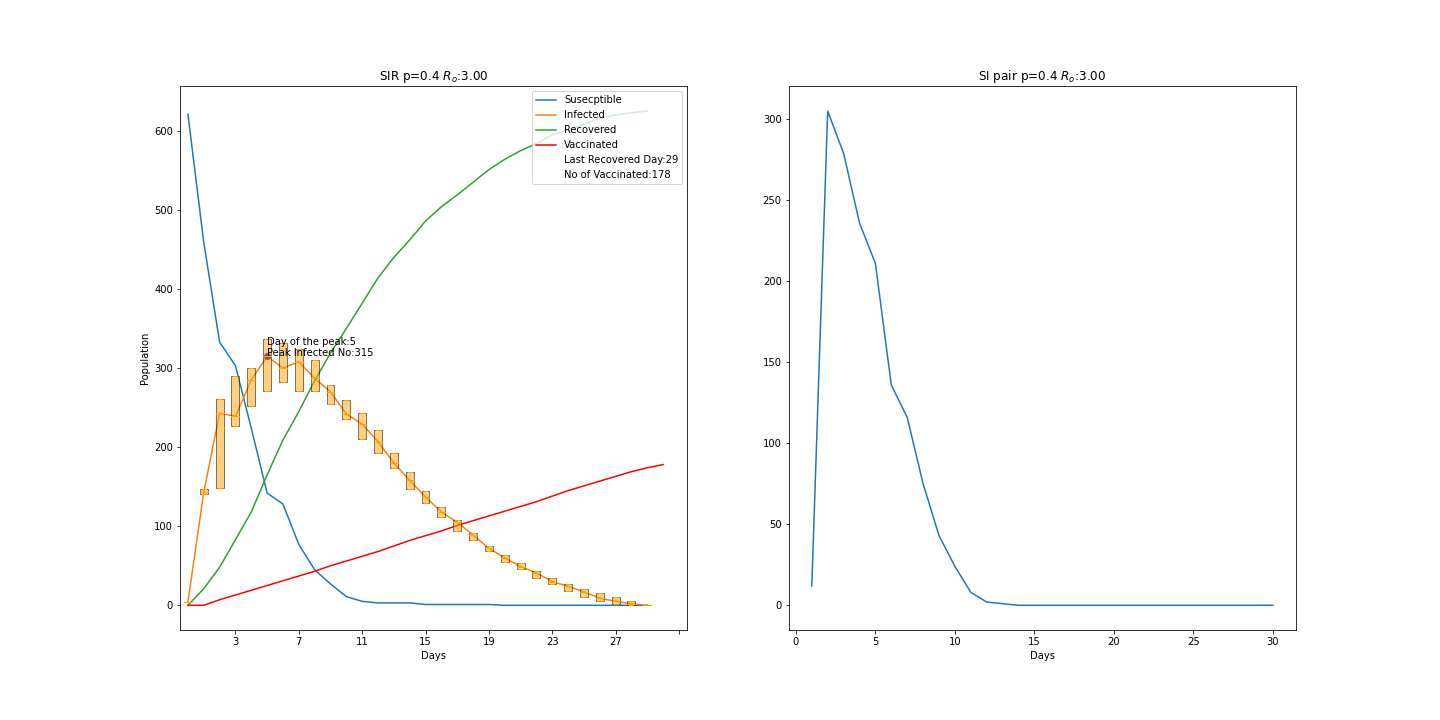 SIR p=0.4 Rₒ:3.00
Susecptible
Infected
Recovered
Vaccinated
Last Recovered Day:29
No of Vaccinated:178
Day of the peak:5
Peak Infected No:315
Population
600
500
400
300
200
100
0
3 7 11 15 19 23 27
Days
SI pair p=0.4 Rₒ:3.00
300
250
200
150
100
50
0
0 5 10 15 20 25 30
Days